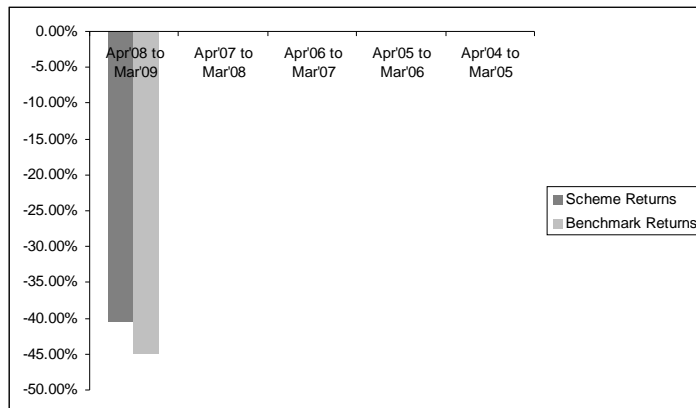 0.00%
-5.00%
-10.00%
-15.00%
-20.00%
-25.00%
-30.00%
-35.00%
-40.00%
-45.00%
-50.00%
Apr'08 to
Mar'09
Apr'07 to
Mar'08
Apr'06 to
Mar'07
Apr'05 to
Mar'06
Apr'04 to
Mar'05
Scheme Returns
Benchmark Returns